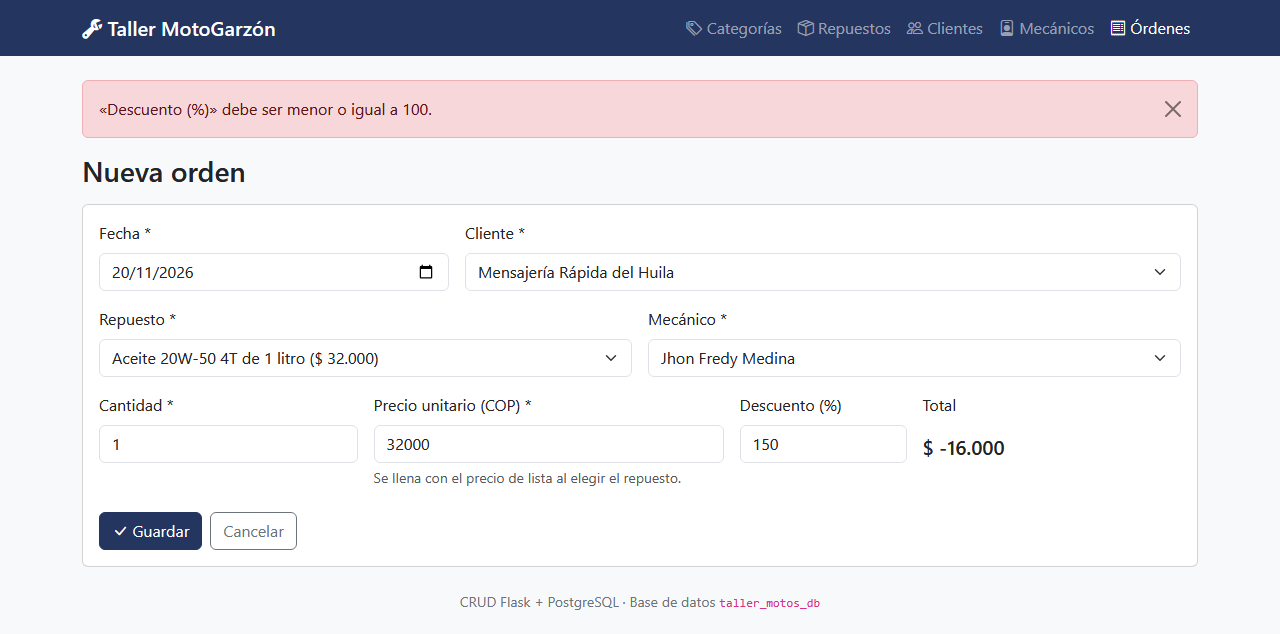 Taller MotoGarzón Categorías Repuestos Clientes Mecánicos Órdenes
«Descuento (%)» debe ser menor o igual a 100.
Nueva orden
Fecha * Cliente *
20/11/2026 Mensajería Rápida del Huila
Repuesto * Mecánico *
Aceite 20W-50 4T de 1 litro ($ 32.000) Jhon Fredy Medina
Cantidad * Precio unitario (COP) * Descuento (%) Total
1 32000 150 $ -16.000
Se llena con el precio de lista al elegir el repuesto.
Guardar Cancelar
CRUD Flask + PostgreSQL · Base de datos taller_motos_db